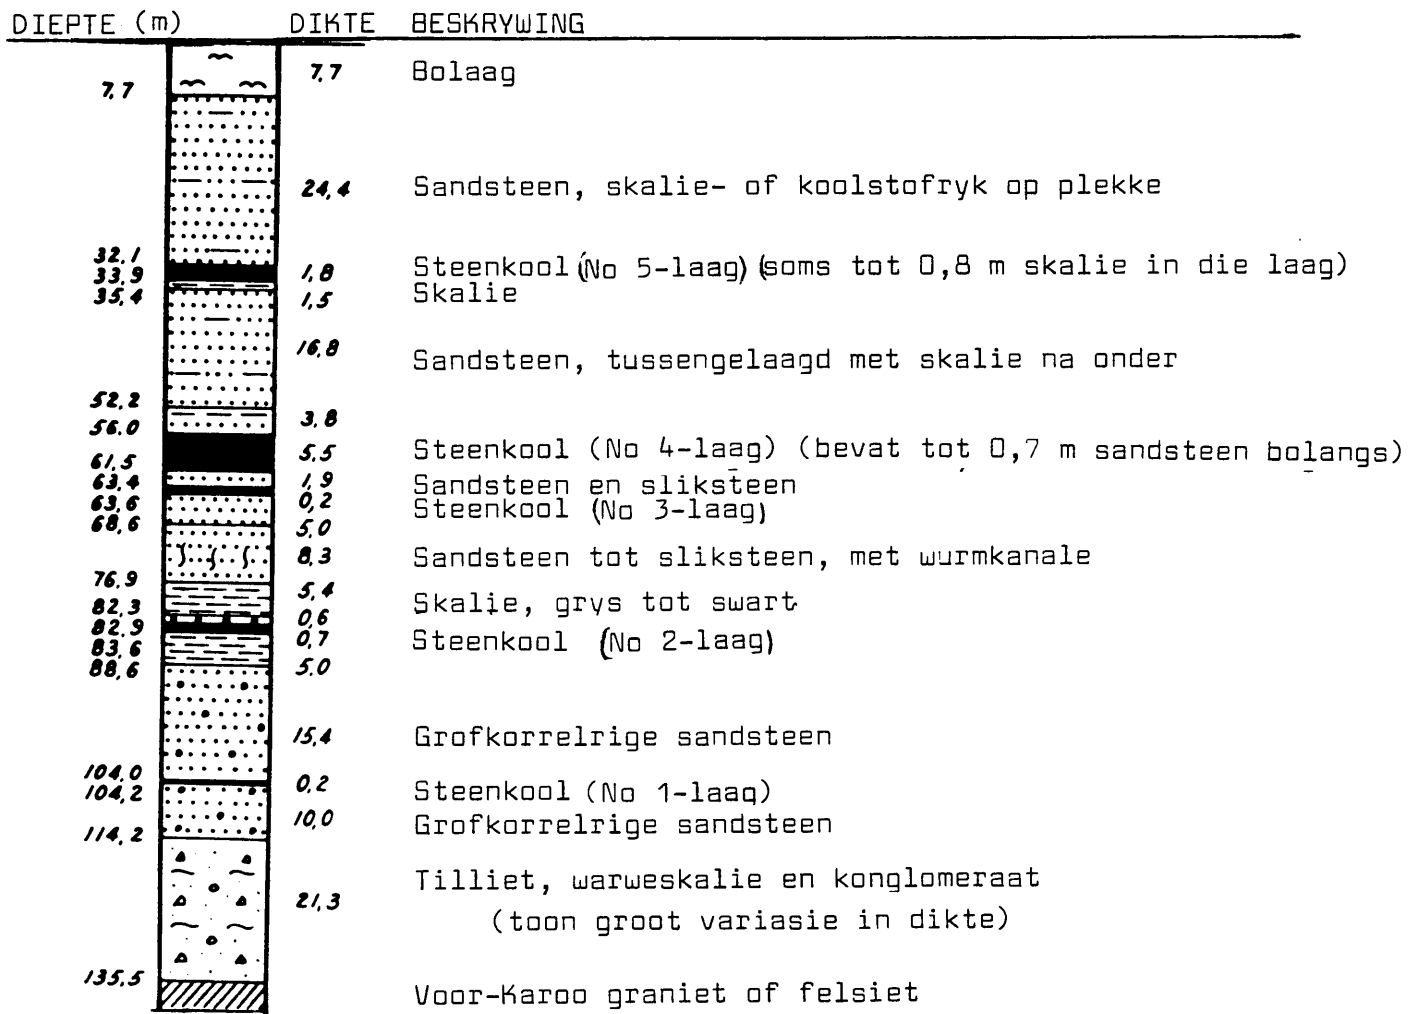 DIEPTE (m) DIKTE BESKRYWING
7,7 Bolaag
7,7
24,4 Sandsteen, skalie- of koolstofryk op plekke
32,1
33,9 1,8 Steenkool (No 5-laag) (soms tot 0,8 m skalie in die laag)
35,4 1,5 Skalie
16,8 Sandsteen, tussengelaagd met skalie na onder
52,2
56,0 3,8
61,5 5,5 Steenkool (No 4-laag) (bevat tot 0,7 m sandsteen bolangs)
63,4 1,9 Sandsteen en sliksteen
63,6 0,2 Steenkool (No 3-laag)
68,6 5,0
8,3 Sandsteen tot sliksteen, met wurmkanale
76,9
82,3 5,4 Skalie, grys tot swart
82,9 0,6
83,6 0,7 Steenkool (No 2-laag)
88,6 5,0
15,4 Grofkorrelrige sandsteen
104,0
104,2 0,2 Steenkool (No 1-laag)
114,2 10,0 Grofkorrelrige sandsteen
21,3 Tilliet, warweskalie en konglomeraat
(toon groot variasie in dikte)
135,5
Voor-Karoo graniet of felsiet